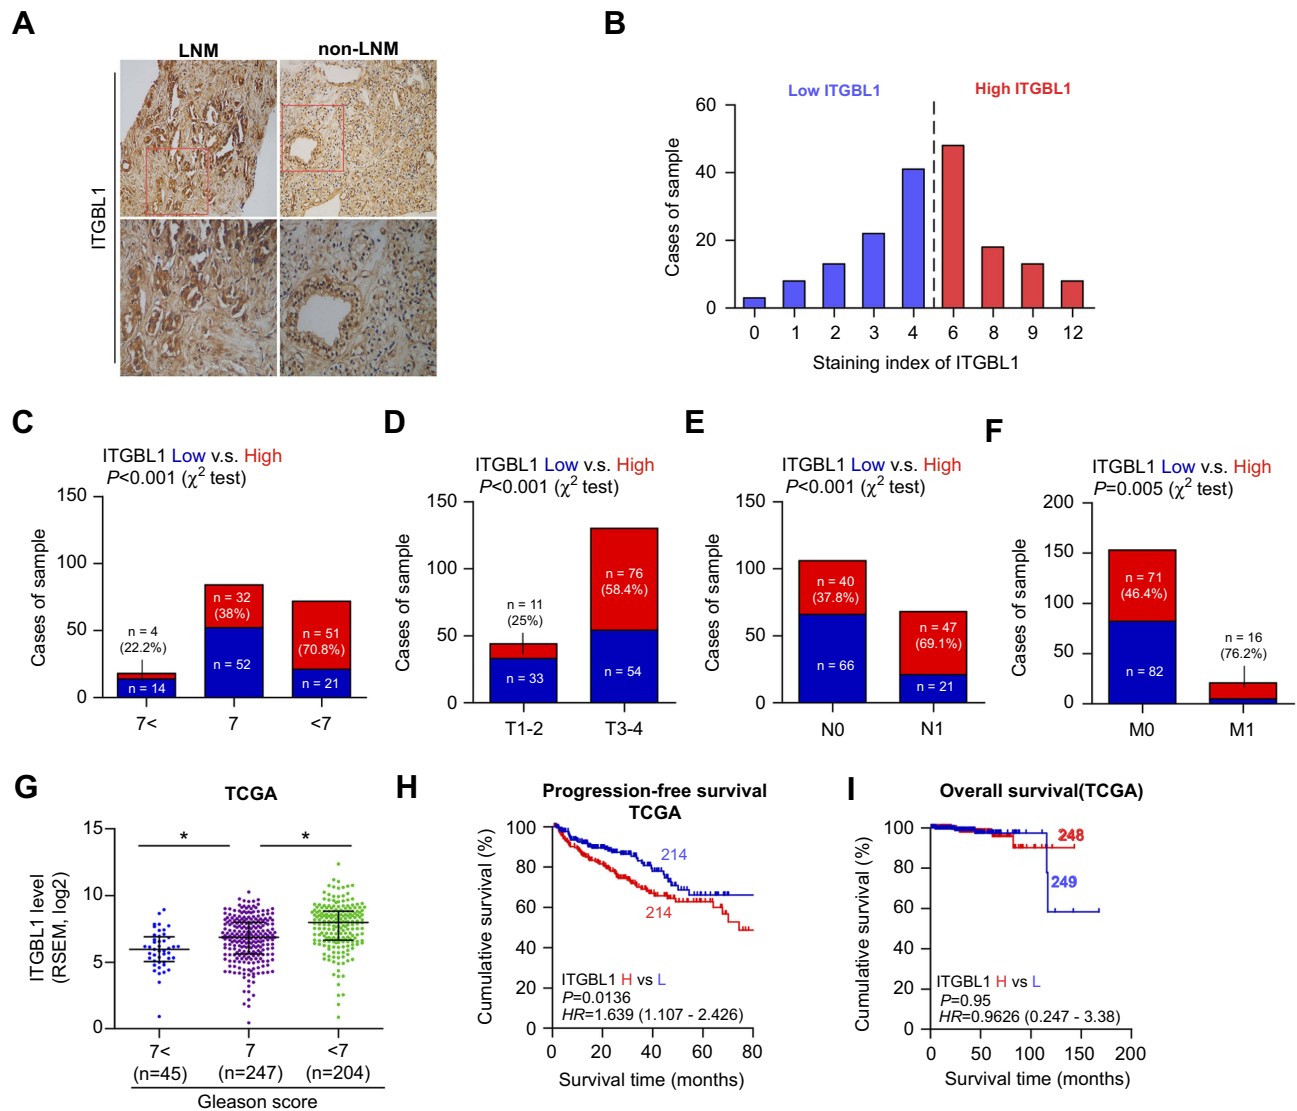 A
LNM
non-LNM
ITGBL1
B
Low ITGBL1
High ITGBL1
Cases of sample
60
40
20
0
0 1 2 3 4 6 8 9 12
Staining index of ITGBL1
C
ITGBL1 Low v.s. High
P<0.001 (χ² test)
Cases of sample
150
100
50
0
n = 4
(22.2%)
n = 14
n = 32
(38%)
n = 52
n = 51
(70.8%)
n = 21
7< 7 <7
D
ITGBL1 Low v.s. High
P<0.001 (χ² test)
Cases of sample
150
100
50
0
n = 11
(25%)
n = 33
n = 76
(58.4%)
n = 54
T1-2 T3-4
E
ITGBL1 Low v.s. High
P<0.001 (χ² test)
Cases of sample
150
100
50
0
n = 40
(37.8%)
n = 66
n = 47
(69.1%)
n = 21
N0 N1
F
ITGBL1 Low v.s. High
P=0.005 (χ² test)
Cases of sample
200
150
100
50
0
n = 71
(46.4%)
n = 82
n = 16
(76.2%)
M0 M1
G
TCGA
ITGBL1 level
(RSEM, log2)
15
10
5
0
* *
7< 7 <7
(n=45) (n=247) (n=204)
Gleason score
H
Progression-free survival
TCGA
Cumulative survival (%)
100
80
60
40
20
0
214
214
ITGBL1 H vs L
P=0.0136
HR=1.639 (1.107 - 2.426)
0 20 40 60 80
Survival time (months)
I
Overall survival(TCGA)
Cumulative survival (%)
100
80
60
40
20
0
248
249
ITGBL1 H vs L
P=0.95
HR=0.9626 (0.247 - 3.38)
0 50 100 150 200
Survival time (months)